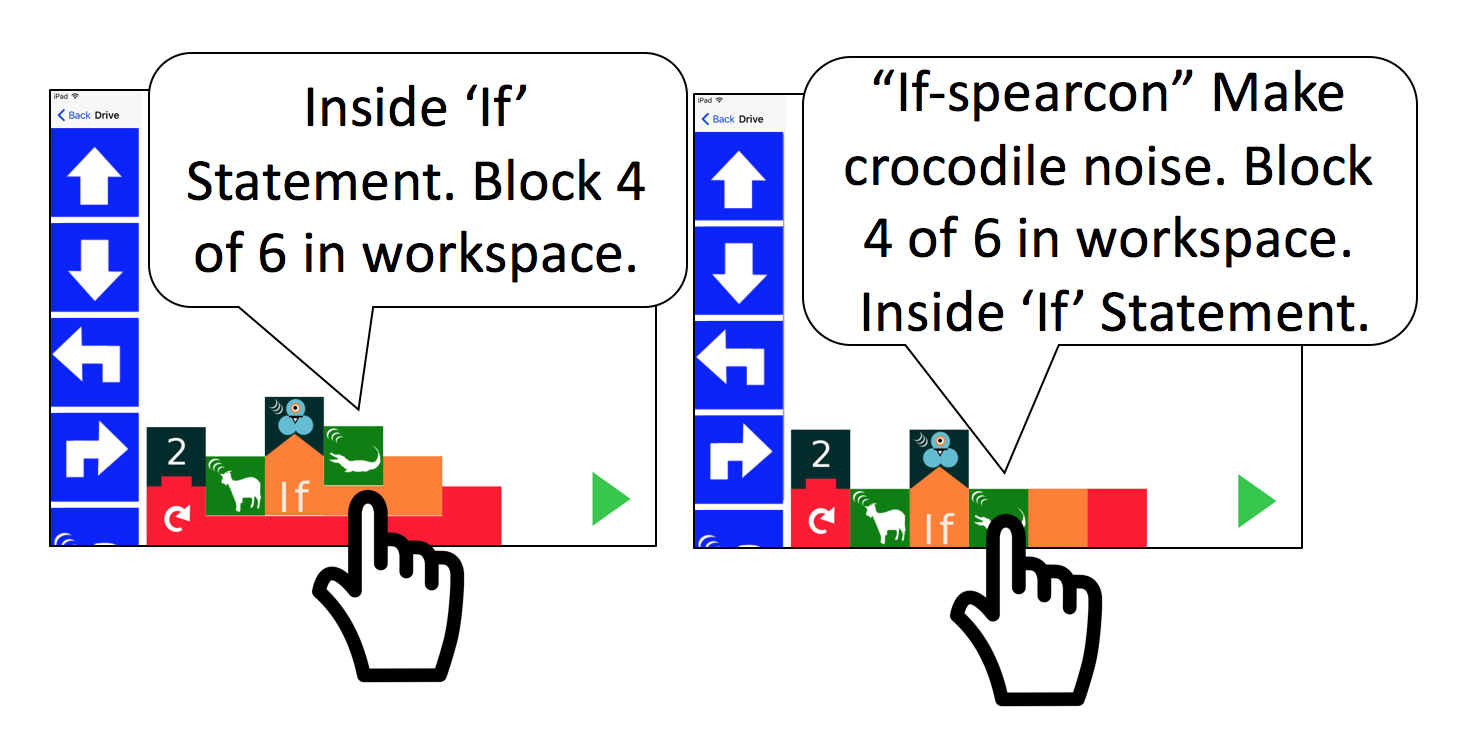 Inside ‘If’
Statement. Block 4
of 6 in workspace.
iPad
Back Drive
2
If
“If-spearcon” Make
crocodile noise. Block
4 of 6 in workspace.
Inside ‘If’ Statement.
iPad
Back Drive
2
If